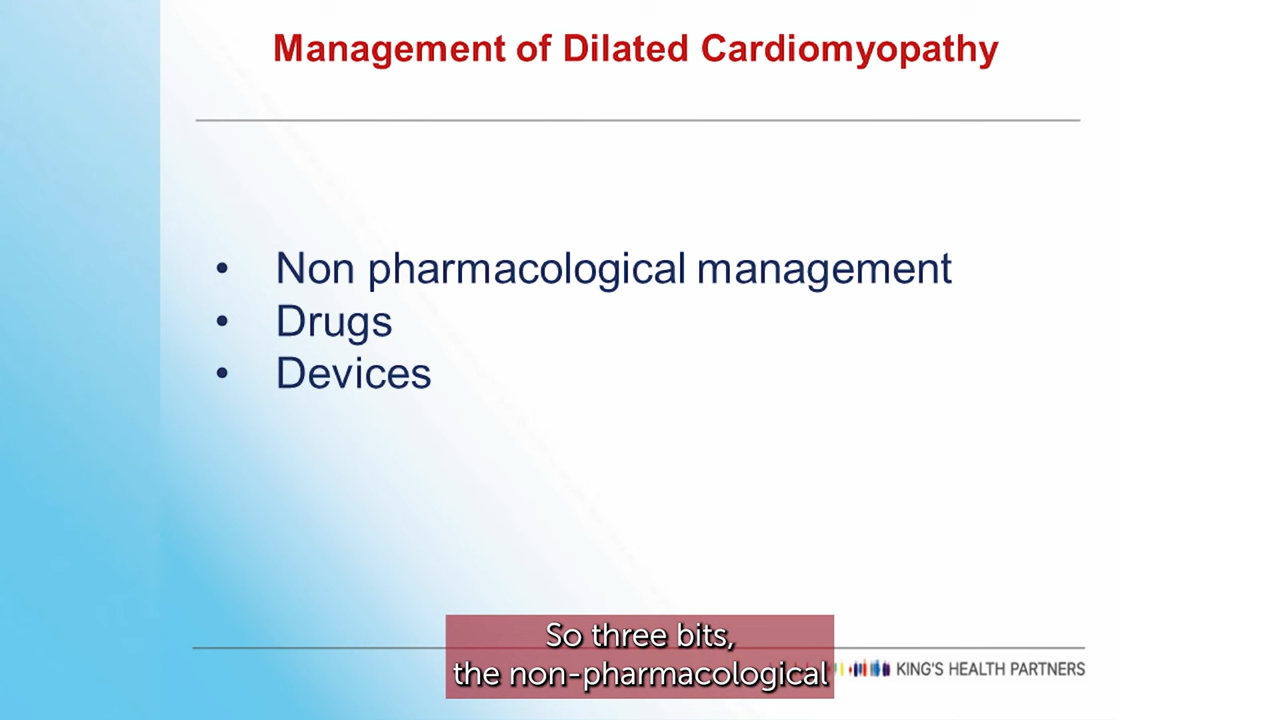 Management of Dilated Cardiomyopathy
• Non pharmacological management
• Drugs
• Devices
So three bits,
the non-pharmacological
KING'S HEALTH PARTNERS